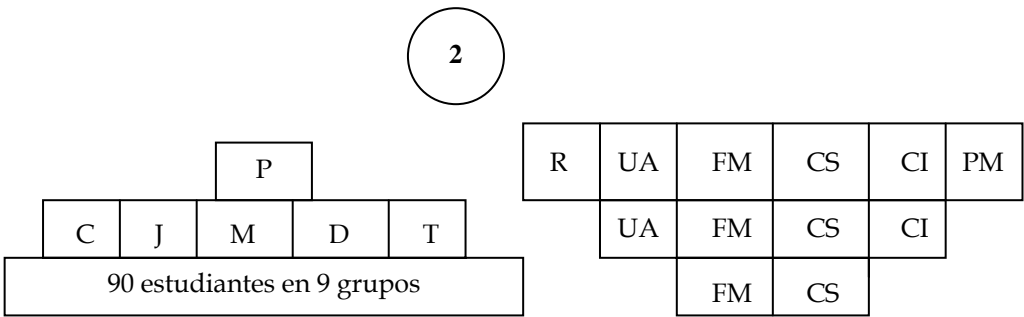 2
P
C J M D T
90 estudiantes en 9 grupos
R UA FM CS CI PM
UA FM CS CI
FM CS